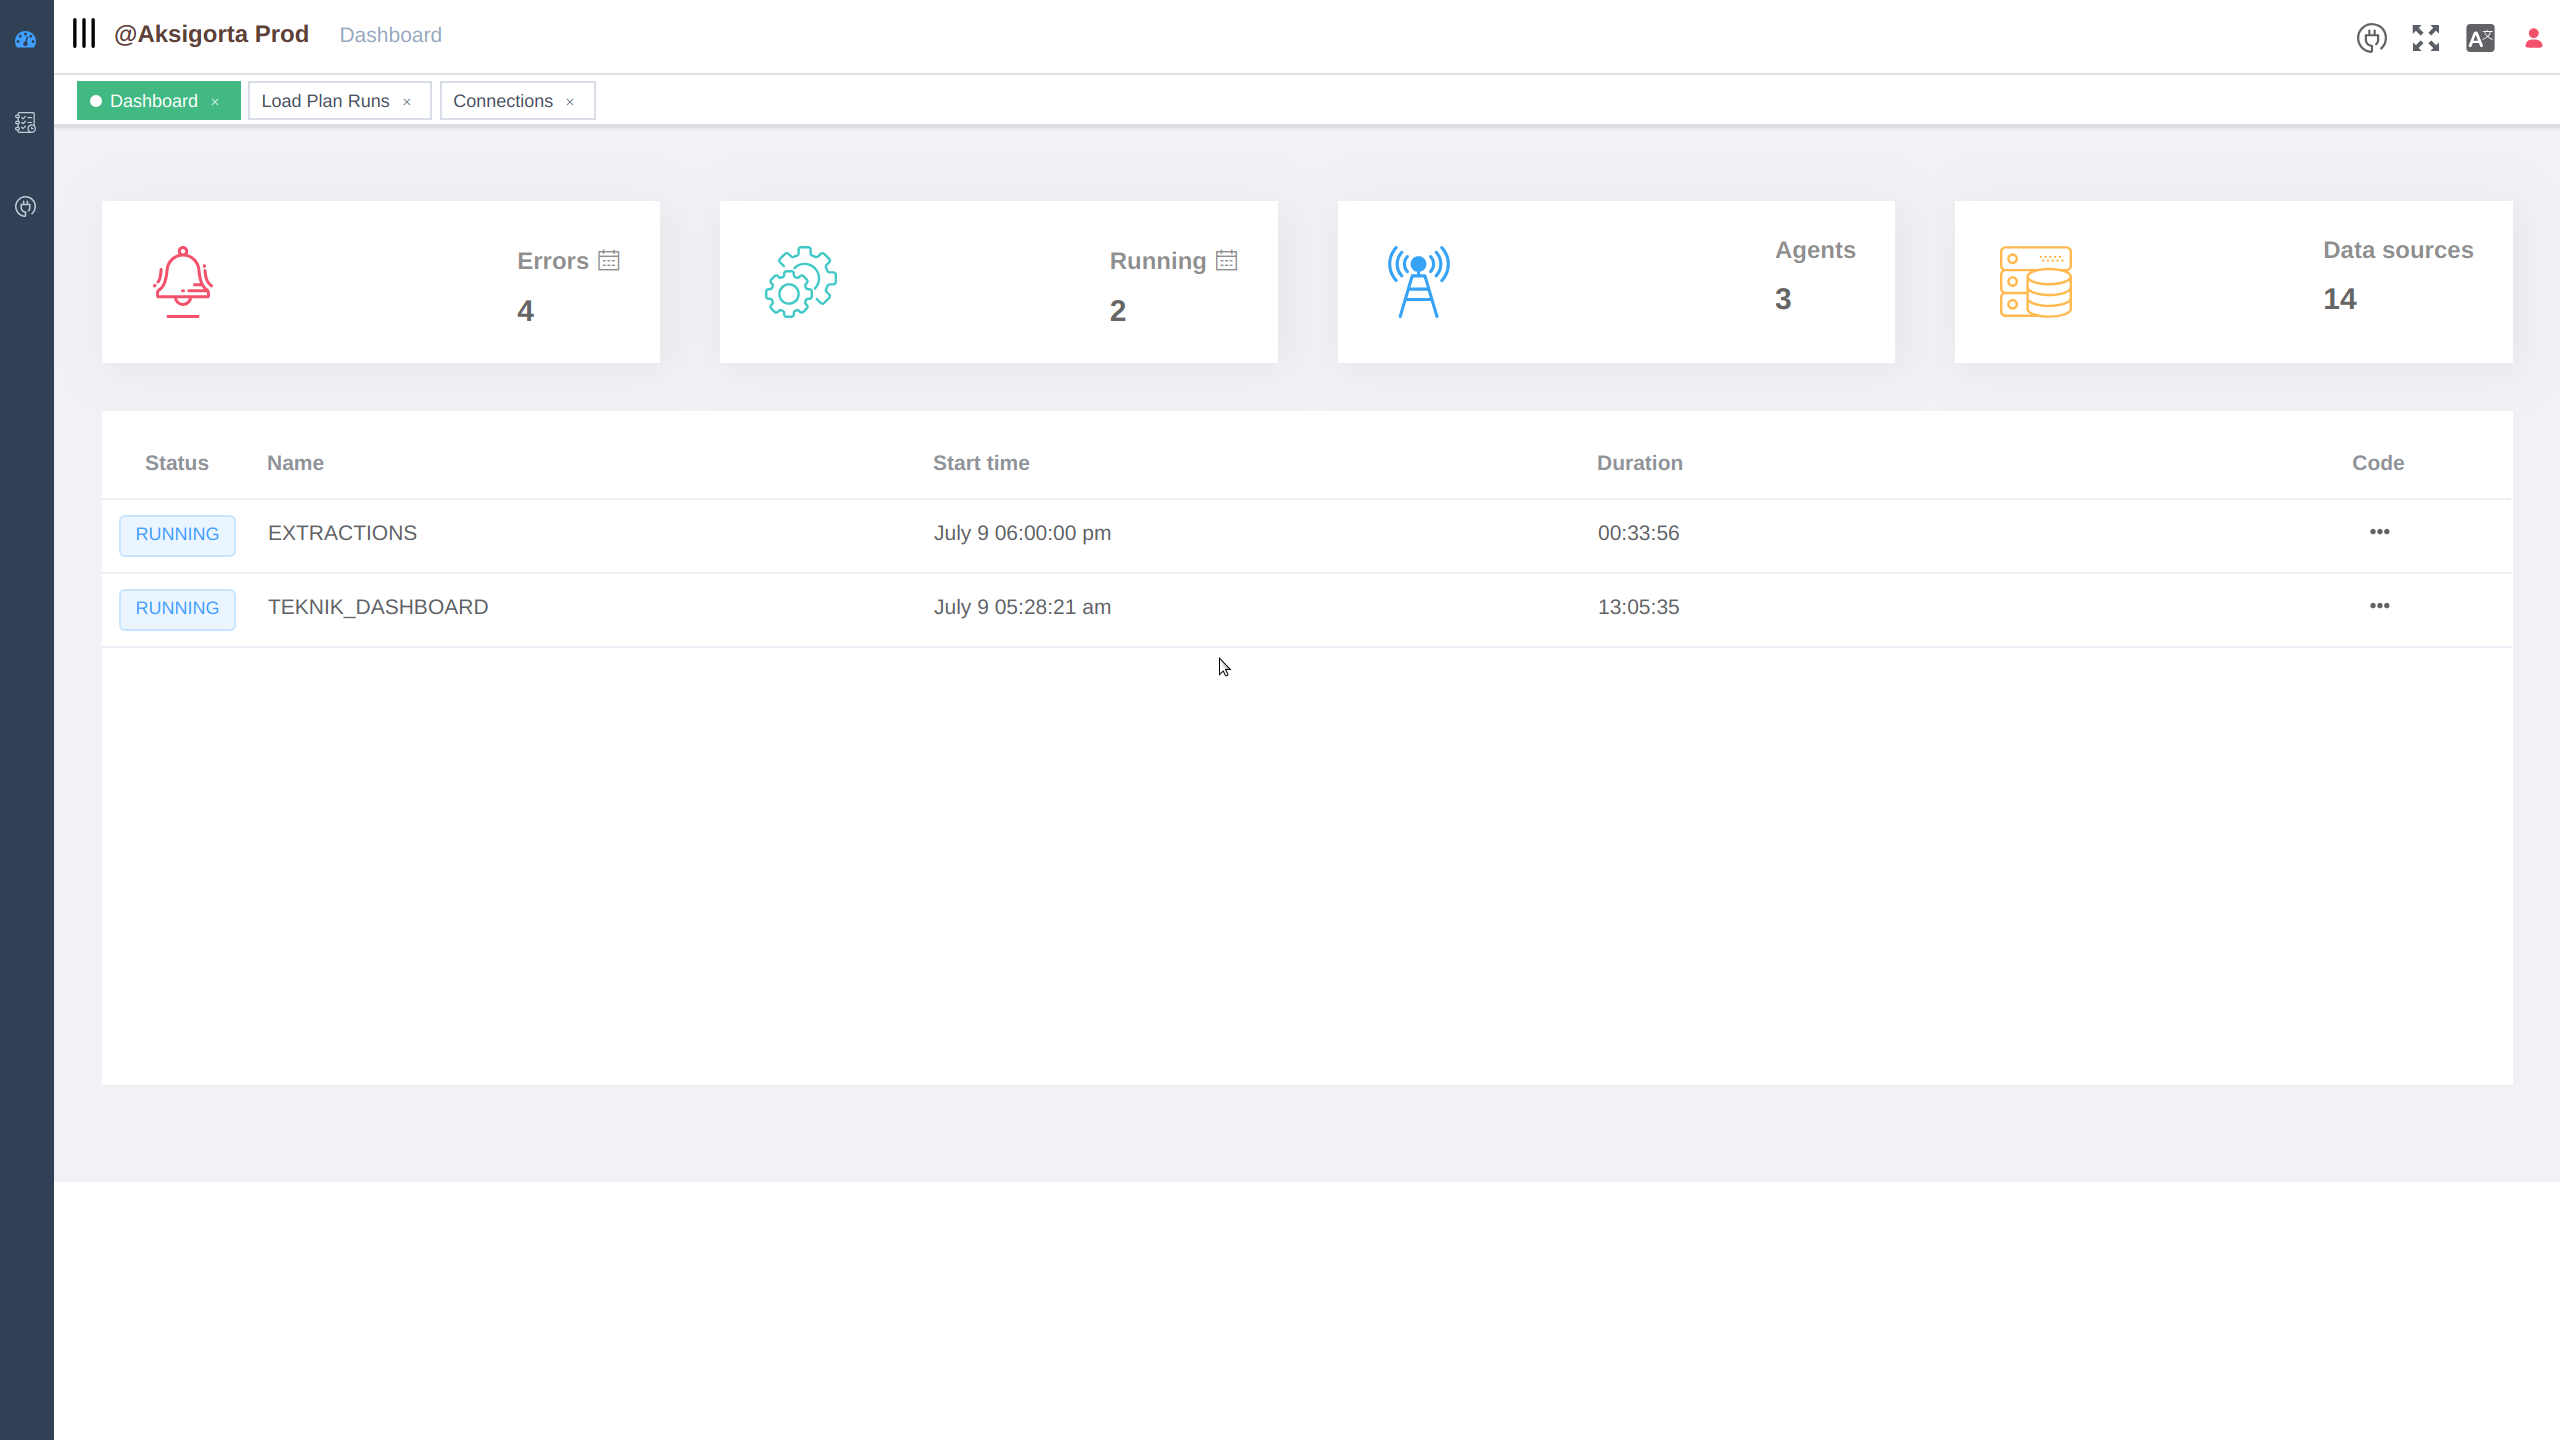 @Aksigorta Prod Dashboard
Dashboard × Load Plan Runs × Connections ×
Errors
4
Running
2
Agents
3
Data sources
14
Status Name Start time Duration Code
RUNNING EXTRACTIONS July 9 06:00:00 pm 00:33:56 •••
RUNNING TEKNIK_DASHBOARD July 9 05:28:21 am 13:05:35 •••